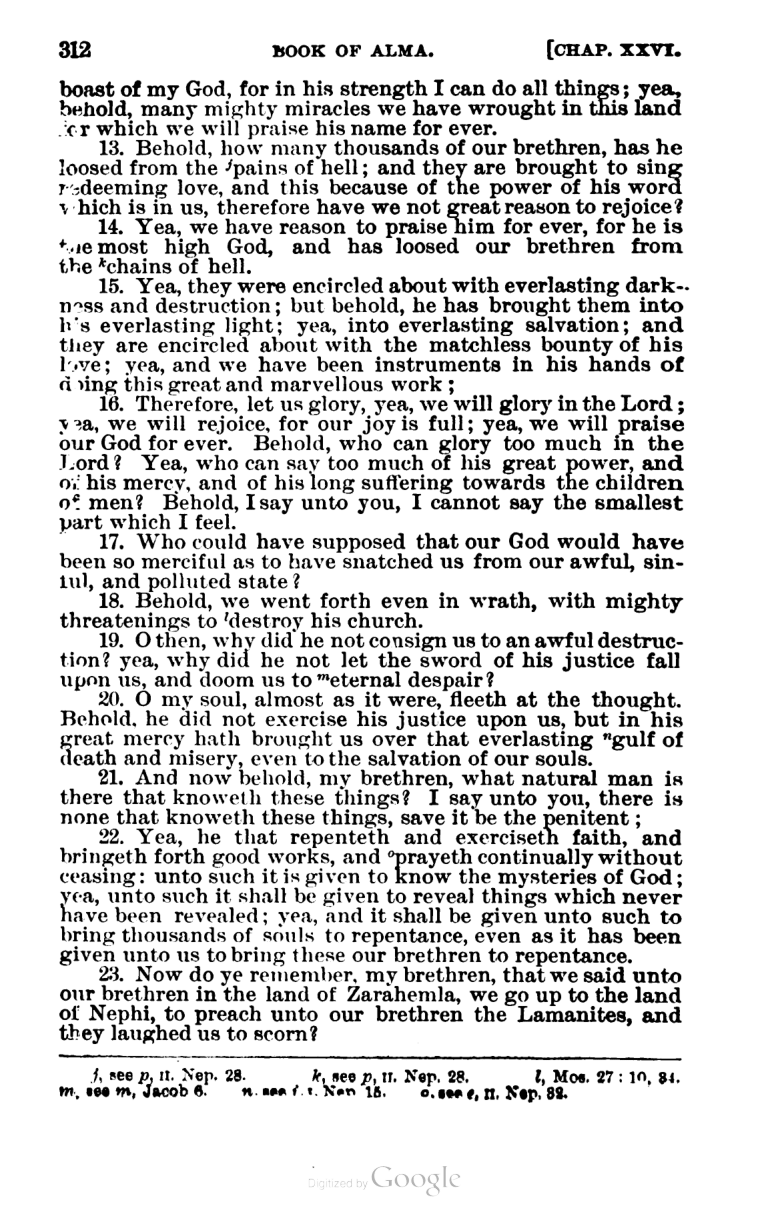 312 BOOK OF ALMA. [CHAP. XXVI.
boast of my God, for in his strength I can do all things; yea,
behold, many mighty miracles we have wrought in this land
for which we will praise his name for ever.
13. Behold, how many thousands of our brethren, has he
loosed from the jpains of hell; and they are brought to sing
redeeming love, and this because of the power of his word
which is in us, therefore have we not great reason to rejoice?
14. Yea, we have reason to praise him for ever, for he is
the most high God, and has loosed our brethren from
the kchains of hell.
15. Yea, they were encircled about with everlasting dark-
ness and destruction; but behold, he has brought them into
his everlasting light; yea, into everlasting salvation; and
they are encircled about with the matchless bounty of his
love; yea, and we have been instruments in his hands of
doing this great and marvellous work;
16. Therefore, let us glory, yea, we will glory in the Lord;
yea, we will rejoice, for our joy is full; yea, we will praise
our God for ever. Behold, who can glory too much in the
Lord? Yea, who can say too much of his great power, and
of his mercy, and of his long suffering towards the children
of men? Behold, I say unto you, I cannot say the smallest
part which I feel.
17. Who could have supposed that our God would have
been so merciful as to have snatched us from our awful, sin-
ful, and polluted state?
18. Behold, we went forth even in wrath, with mighty
threatenings to ldestroy his church.
19. O then, why did he not consign us to an awful destruc-
tion? yea, why did he not let the sword of his justice fall
upon us, and doom us to meternal despair?
20. O my soul, almost as it were, fleeth at the thought.
Behold, he did not exercise his justice upon us, but in his
great mercy hath brought us over that everlasting ngulf of
death and misery, even to the salvation of our souls.
21. And now behold, my brethren, what natural man is
there that knoweth these things? I say unto you, there is
none that knoweth these things, save it be the penitent;
22. Yea, he that repenteth and exerciseth faith, and
bringeth forth good works, and oprayeth continually without
ceasing: unto such it is given to know the mysteries of God;
yea, unto such it shall be given to reveal things which never
have been revealed; yea, and it shall be given unto such to
bring thousands of souls to repentance, even as it has been
given unto us to bring these our brethren to repentance.
23. Now do ye remember, my brethren, that we said unto
our brethren in the land of Zarahemla, we go up to the land
of Nephi, to preach unto our brethren the Lamanites, and
they laughed us to scorn?
j, see p, II. Nep. 28. k, see p, II. Nep. 28. l, Mos. 27: 10, 34.
m, see m, Jacob 6. n. see f. I. Nep 15. o. see e, II. Nep. 32.
Digitized by Google